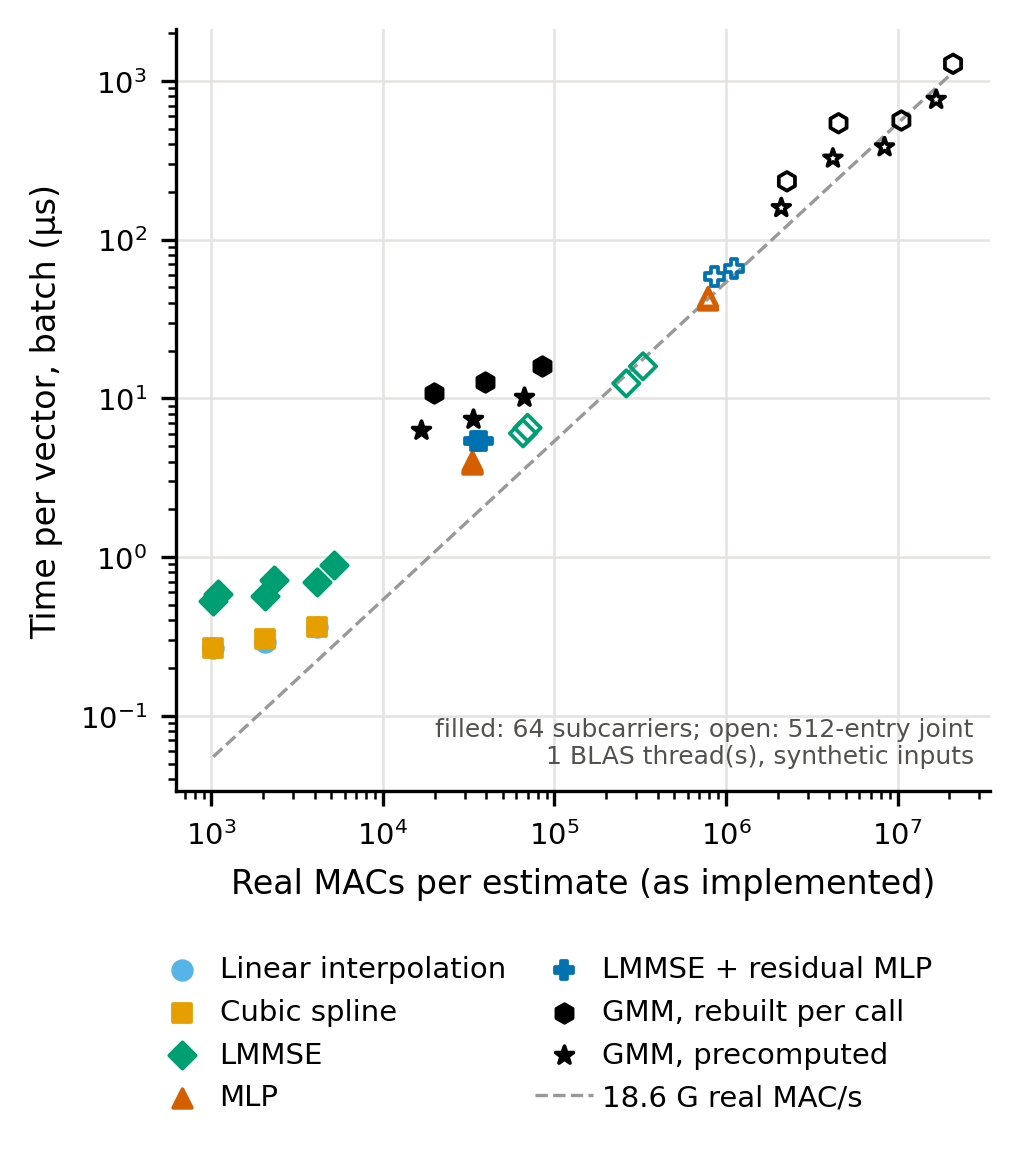 Time per vector, batch (µs)
10³
10²
10¹
10⁰
10⁻¹
filled: 64 subcarriers; open: 512-entry joint
1 BLAS thread(s), synthetic inputs
10³ 10⁴ 10⁵ 10⁶ 10⁷
Real MACs per estimate (as implemented)
Linear interpolation
Cubic spline
LMMSE
MLP
LMMSE + residual MLP
GMM, rebuilt per call
GMM, precomputed
18.6 G real MAC/s